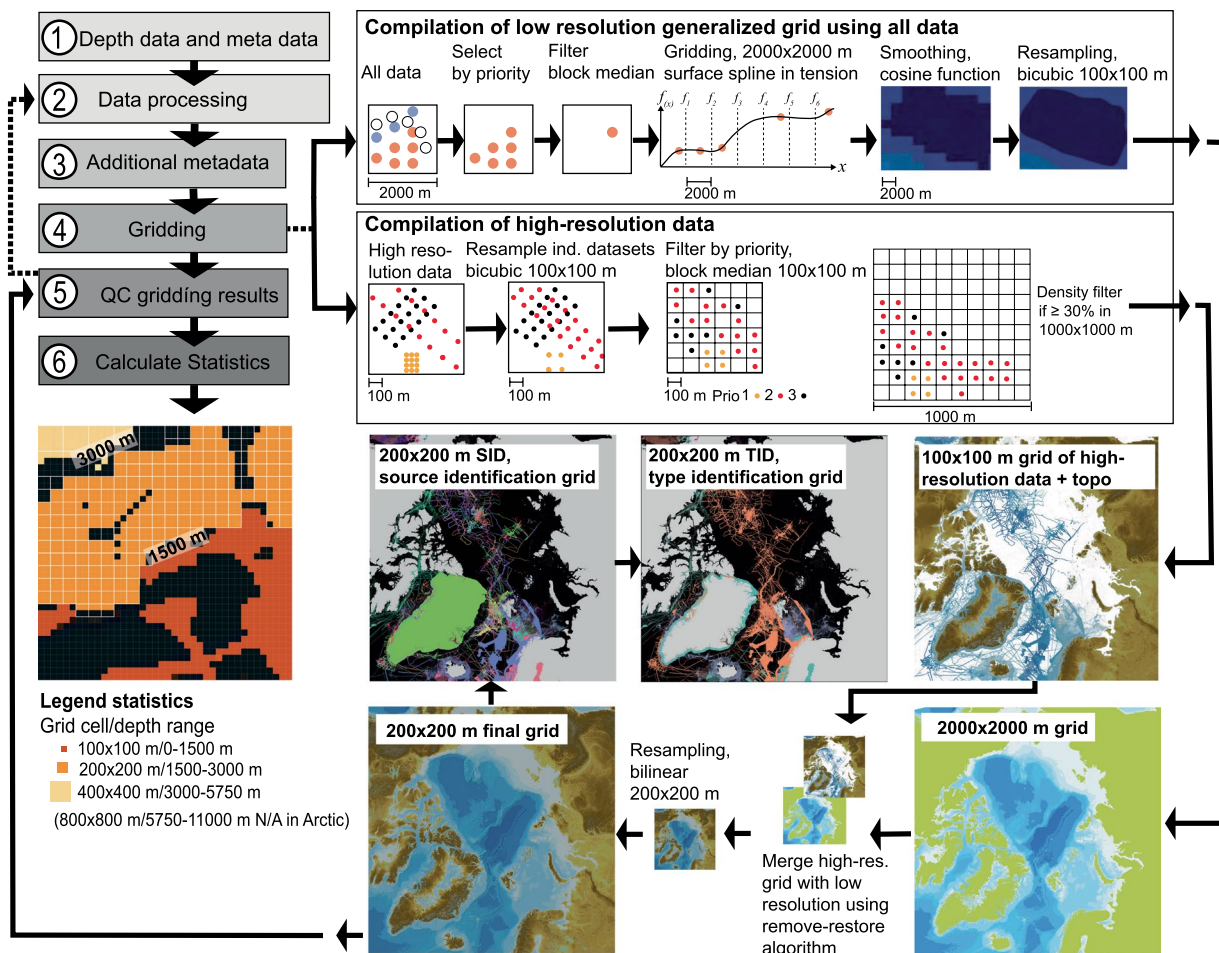 1 Depth data and meta data
2 Data processing
3 Additional metadata
4 Gridding
5 QC gridding results
6 Calculate Statistics
Compilation of low resolution generalized grid using all data
All data
2000 m
Select
by priority
Filter
block median
Gridding, 2000x2000 m
surface spline in tension
f(x) f1 f2 f3 f4 f5 f6
x
2000 m
Smoothing,
cosine function
2000 m
Resampling,
bicubic 100x100 m
Compilation of high-resolution data
High reso-
lution data
100 m
Resample ind. datasets
bicubic 100x100 m
100 m
Filter by priority,
block median 100x100 m
100 m Prio 1 2 3
1000 m
Density filter
if ≥ 30% in
1000x1000 m
3000 m
1500 m
Legend statistics
Grid cell/depth range
100x100 m/0-1500 m
200x200 m/1500-3000 m
400x400 m/3000-5750 m
(800x800 m/5750-11000 m N/A in Arctic)
200x200 m SID,
source identification grid
200x200 m TID,
type identification grid
100x100 m grid of high-
resolution data + topo
200x200 m final grid
Resampling,
bilinear
200x200 m
Merge high-res.
grid with low
resolution using
remove-restore
algorithm
2000x2000 m grid